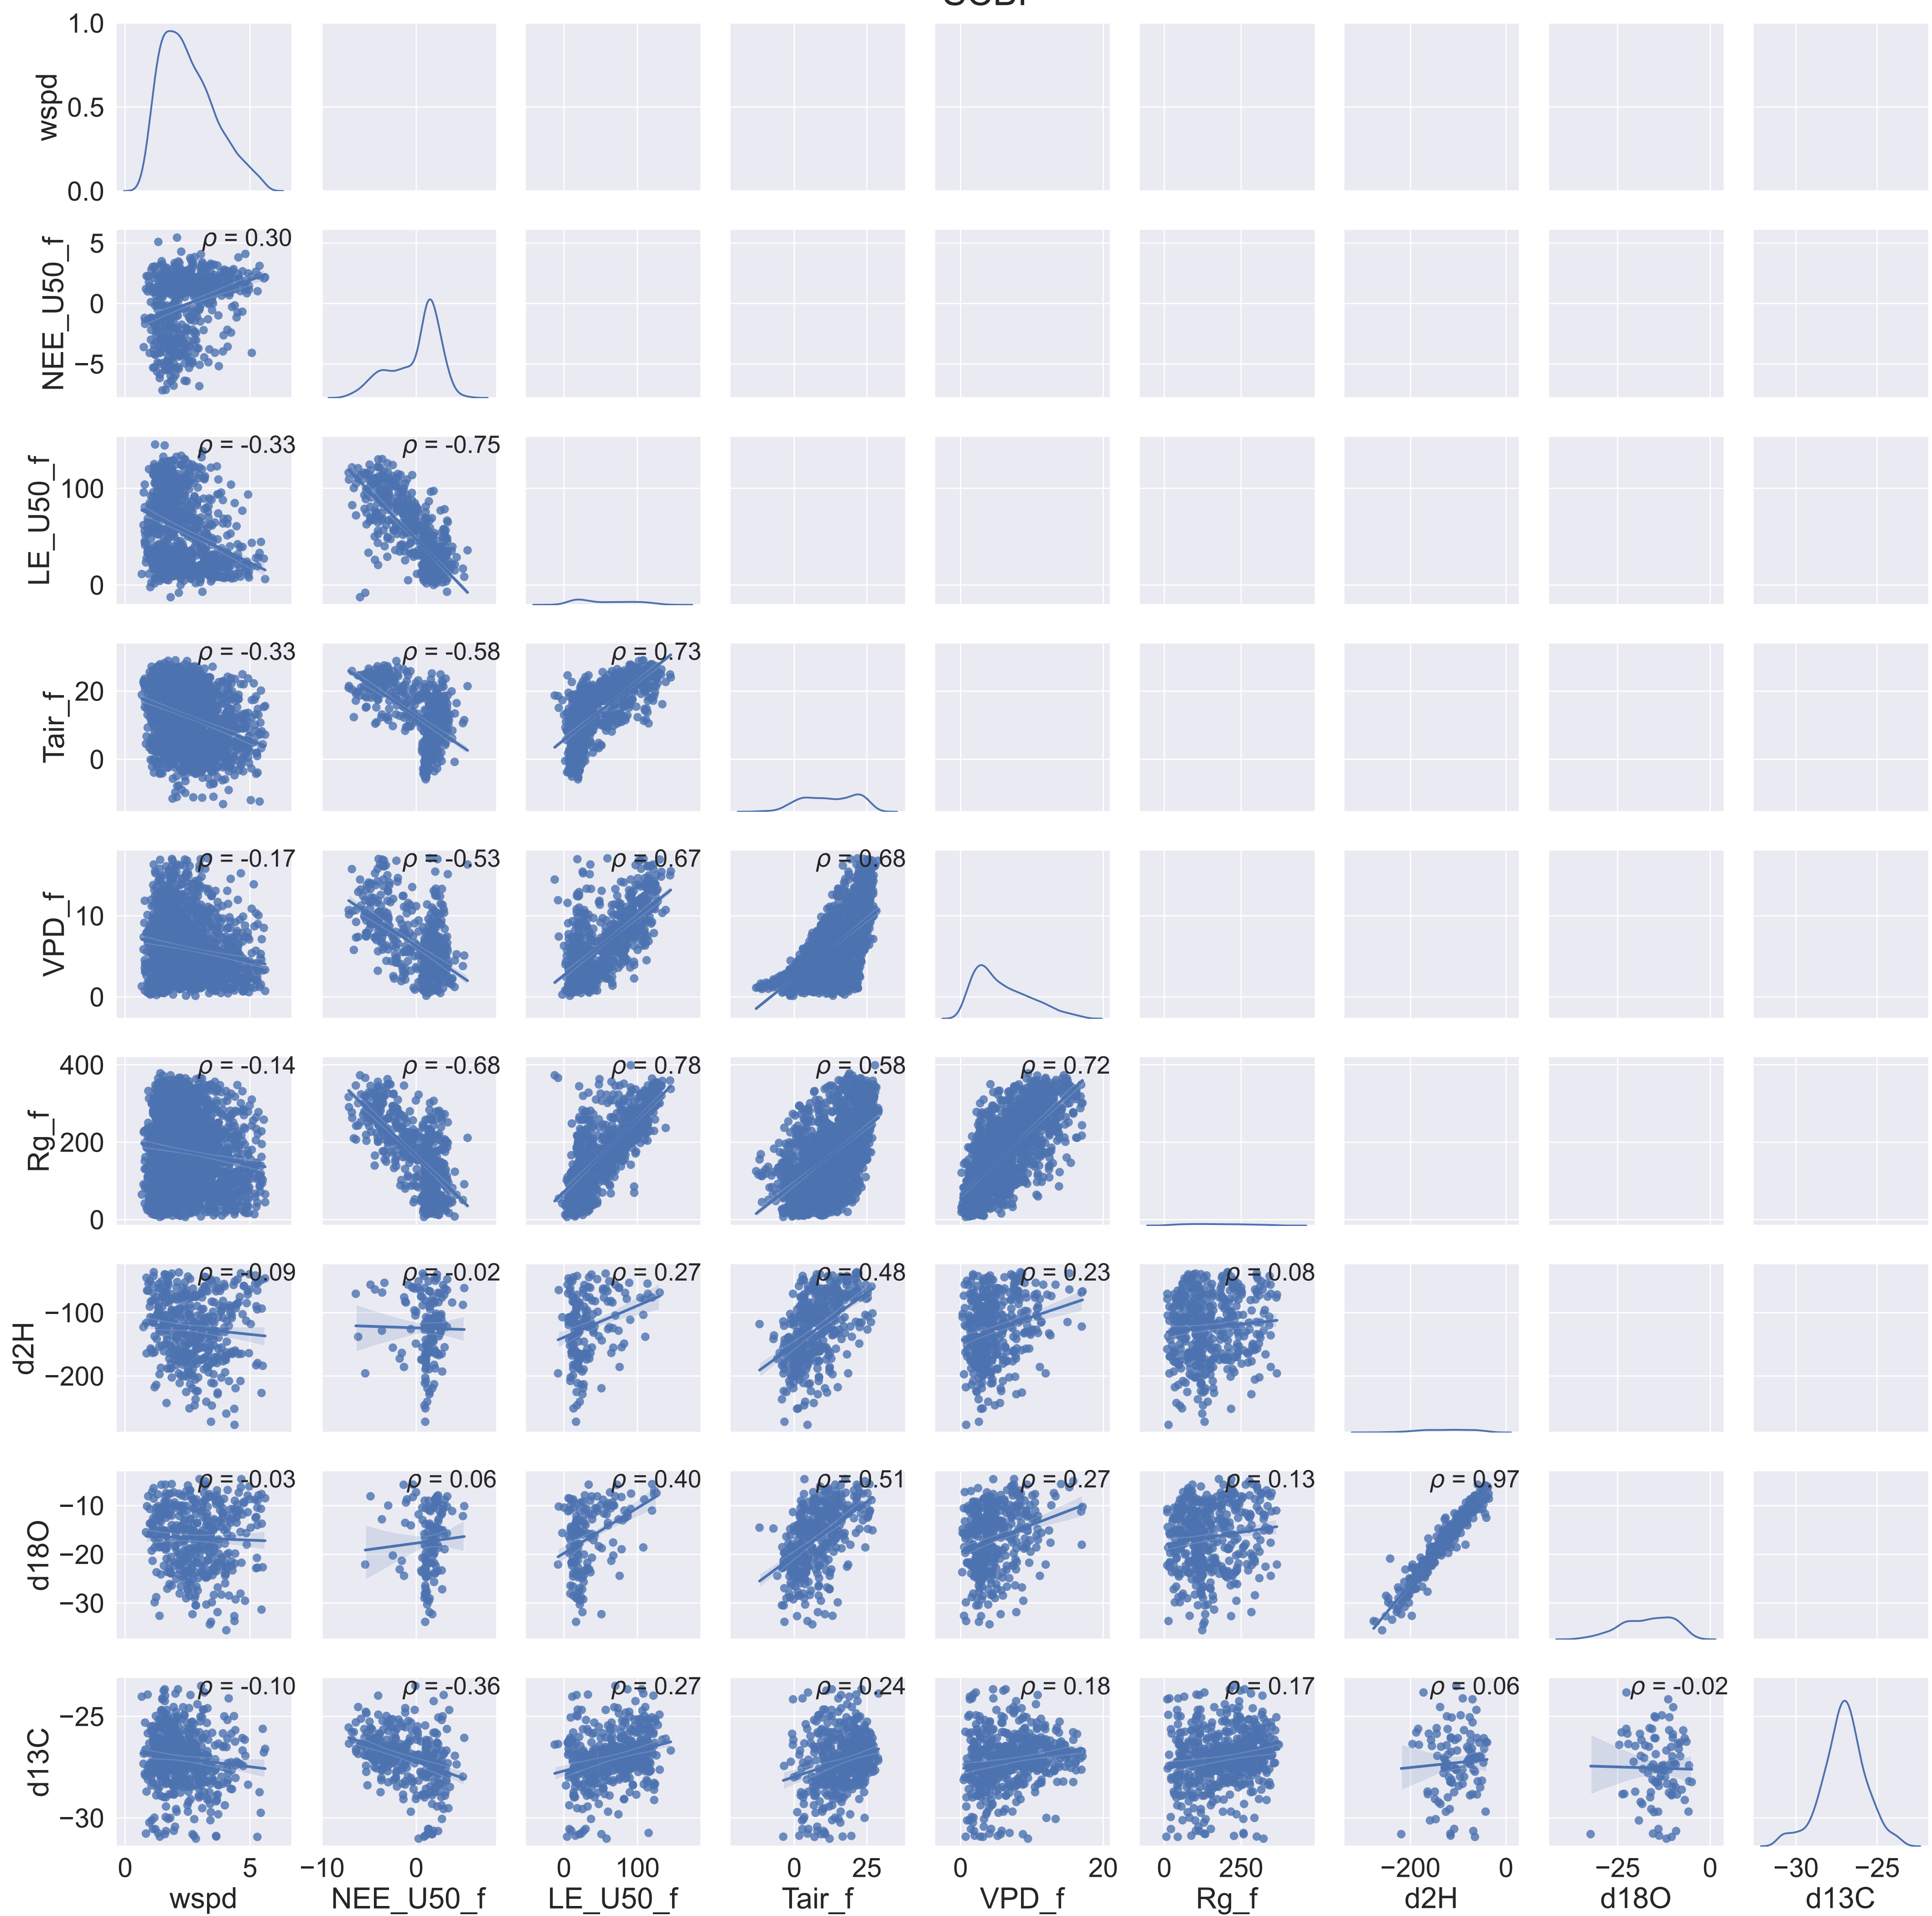 1.0
0.5
0.0
wspd
5
0
−5
NEE_U50_f
ρ = 0.30
100
0
LE_U50_f
ρ = -0.33
ρ = -0.75
20
0
Tair_f
ρ = -0.33
ρ = -0.58
ρ = 0.73
10
0
VPD_f
ρ = -0.17
ρ = -0.53
ρ = 0.67
ρ = 0.68
400
200
0
Rg_f
ρ = -0.14
ρ = -0.68
ρ = 0.78
ρ = 0.58
ρ = 0.72
−100
−200
d2H
ρ = -0.09
ρ = -0.02
ρ = 0.27
ρ = 0.48
ρ = 0.23
ρ = 0.08
−10
−20
−30
d18O
ρ = -0.03
ρ = 0.06
ρ = 0.40
ρ = 0.51
ρ = 0.27
ρ = 0.13
ρ = 0.97
−25
−30
d13C
ρ = -0.10
ρ = -0.36
ρ = 0.27
ρ = 0.24
ρ = 0.18
ρ = 0.17
ρ = 0.06
ρ = -0.02
0 5
−10 0
0 100
0 25
0 20
0 250
−200 0
−25 0
−30 −25
wspd
NEE_U50_f
LE_U50_f
Tair_f
VPD_f
Rg_f
d2H
d18O
d13C